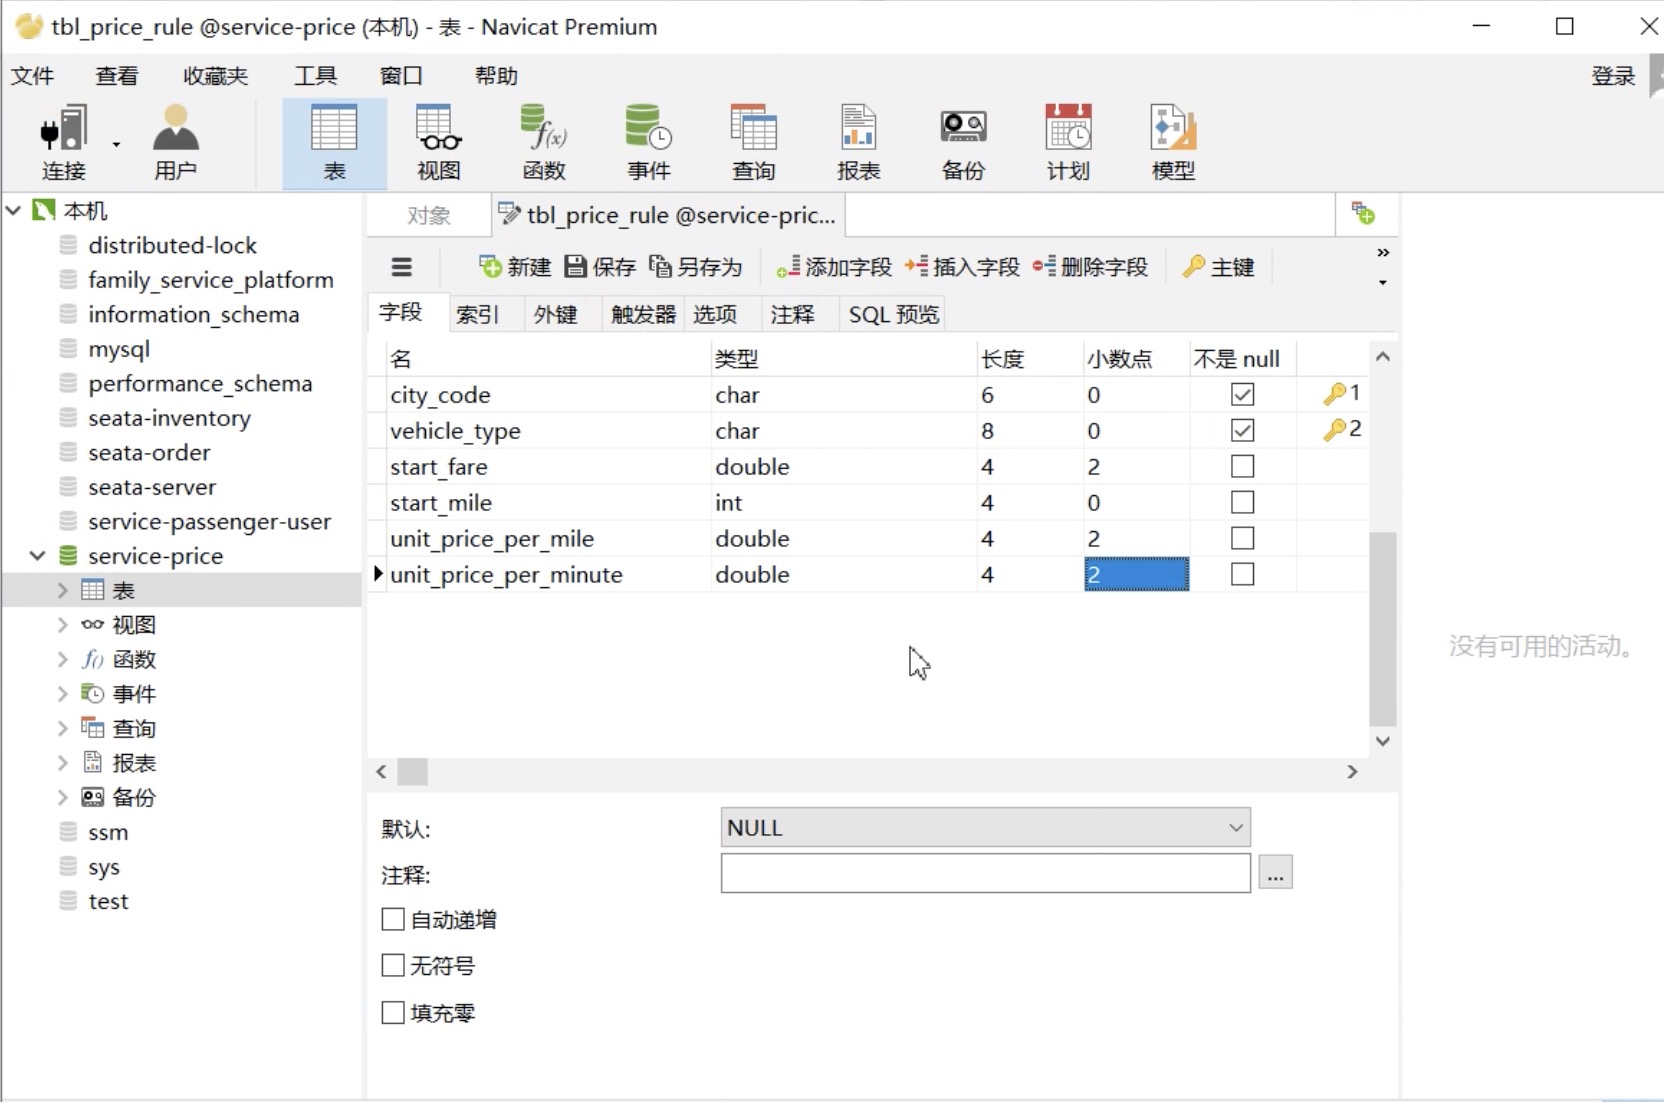 tbl_price_rule @service-price (本机) - 表 - Navicat Premium
文件 查看 收藏夹 工具 窗口 帮助 登录
连接 用户 表 视图 函数 事件 查询 报表 备份 计划 模型
本机
distributed-lock
family_service_platform
information_schema
mysql
performance_schema
seata-inventory
seata-order
seata-server
service-passenger-user
service-price
表
视图
函数
事件
查询
报表
备份
ssm
sys
test
对象 tbl_price_rule @service-pric...
新建 保存 另存为 添加字段 插入字段 删除字段 主键
字段 索引 外键 触发器 选项 注释 SQL 预览
名 类型 长度 小数点 不是 null
city_code char 6 0 1
vehicle_type char 8 0 2
start_fare double 4 2
start_mile int 4 0
unit_price_per_mile double 4 2
unit_price_per_minute double 4 2
默认: NULL
注释: ...
自动递增
无符号
填充零
没有可用的活动。